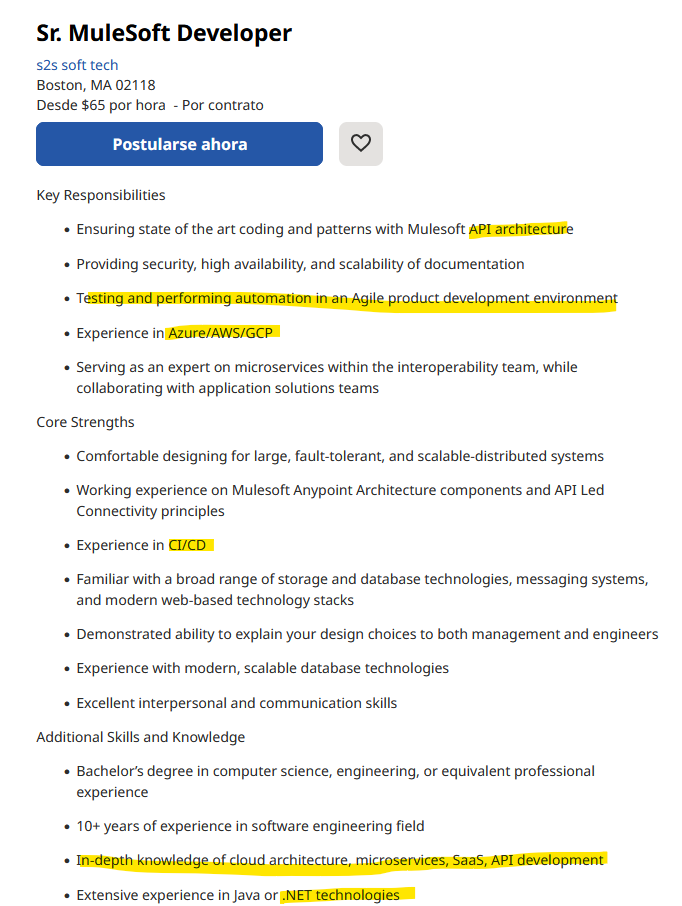 Sr. MuleSoft Developer
s2s soft tech
Boston, MA 02118
Desde $65 por hora - Por contrato
Postularse ahora
Key Responsibilities
• Ensuring state of the art coding and patterns with Mulesoft API architecture
• Providing security, high availability, and scalability of documentation
• Testing and performing automation in an Agile product development environment
• Experience in Azure/AWS/GCP
• Serving as an expert on microservices within the interoperability team, while
collaborating with application solutions teams
Core Strengths
• Comfortable designing for large, fault-tolerant, and scalable-distributed systems
• Working experience on Mulesoft Anypoint Architecture components and API Led
Connectivity principles
• Experience in CI/CD
• Familiar with a broad range of storage and database technologies, messaging systems,
and modern web-based technology stacks
• Demonstrated ability to explain your design choices to both management and engineers
• Experience with modern, scalable database technologies
• Excellent interpersonal and communication skills
Additional Skills and Knowledge
• Bachelor’s degree in computer science, engineering, or equivalent professional
experience
• 10+ years of experience in software engineering field
• In-depth knowledge of cloud architecture, microservices, SaaS, API development
• Extensive experience in Java or .NET technologies